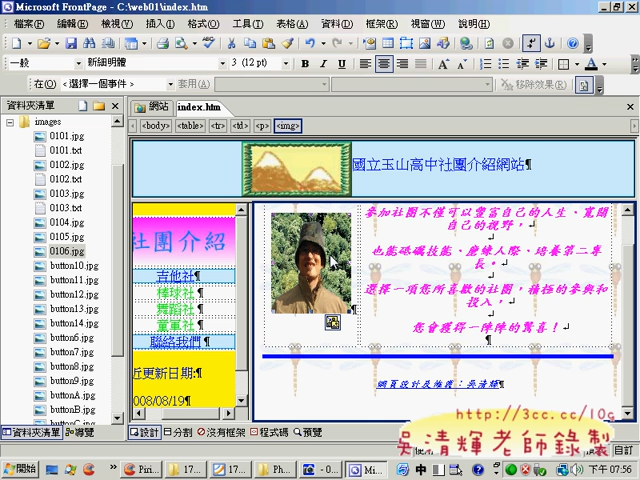 Microsoft FrontPage - C:\web01\index.htm
檔案(F) 編輯(E) 檢視(V) 插入(I) 格式(O) 工具(T) 表格(A) 資料(D) 框架(R) 視窗(W) 說明(H)
一般 新細明體 3 (12 pt) B I U A
在(O) <選擇一個事件> 套用(A) 移除效果(R)
資料夾清單 網站 index.htm
<body> <table> <tr> <td> <p> <img>
images
0101.jpg
0101.txt
0102.jpg
0102.txt
0103.jpg
0103.txt
0104.jpg
0105.jpg
0106.jpg
button10.jpg
button11.jpg
button12.jpg
button13.jpg
button14.jpg
button6.jpg
button7.jpg
button8.jpg
button9.jpg
buttonA.jpg
buttonB.jpg
buttonC.jpg
國立玉山高中社團介紹網站
社團介紹
吉他社
棒球社
舞蹈社
童軍社
聯絡我們
近更新日期:
008/08/19
參加社團不僅可以豐富自己的人生、寬闊
自己的視野，
也能砥礪技能、磨練人際、培養第二專
長。
選擇一項您所喜歡的社團，積極的參與和
投入，
您會獲得一陣陣的驚喜！
網頁設計及維護：吳清輝
資料夾清單 導覽 設計 分割 沒有框架 程式碼 預覽
http://3cc.cc/10g
吳清輝老師錄製
開始 Piri... 17... 17... Ph... - 0... Mi... 中 下午 07:56